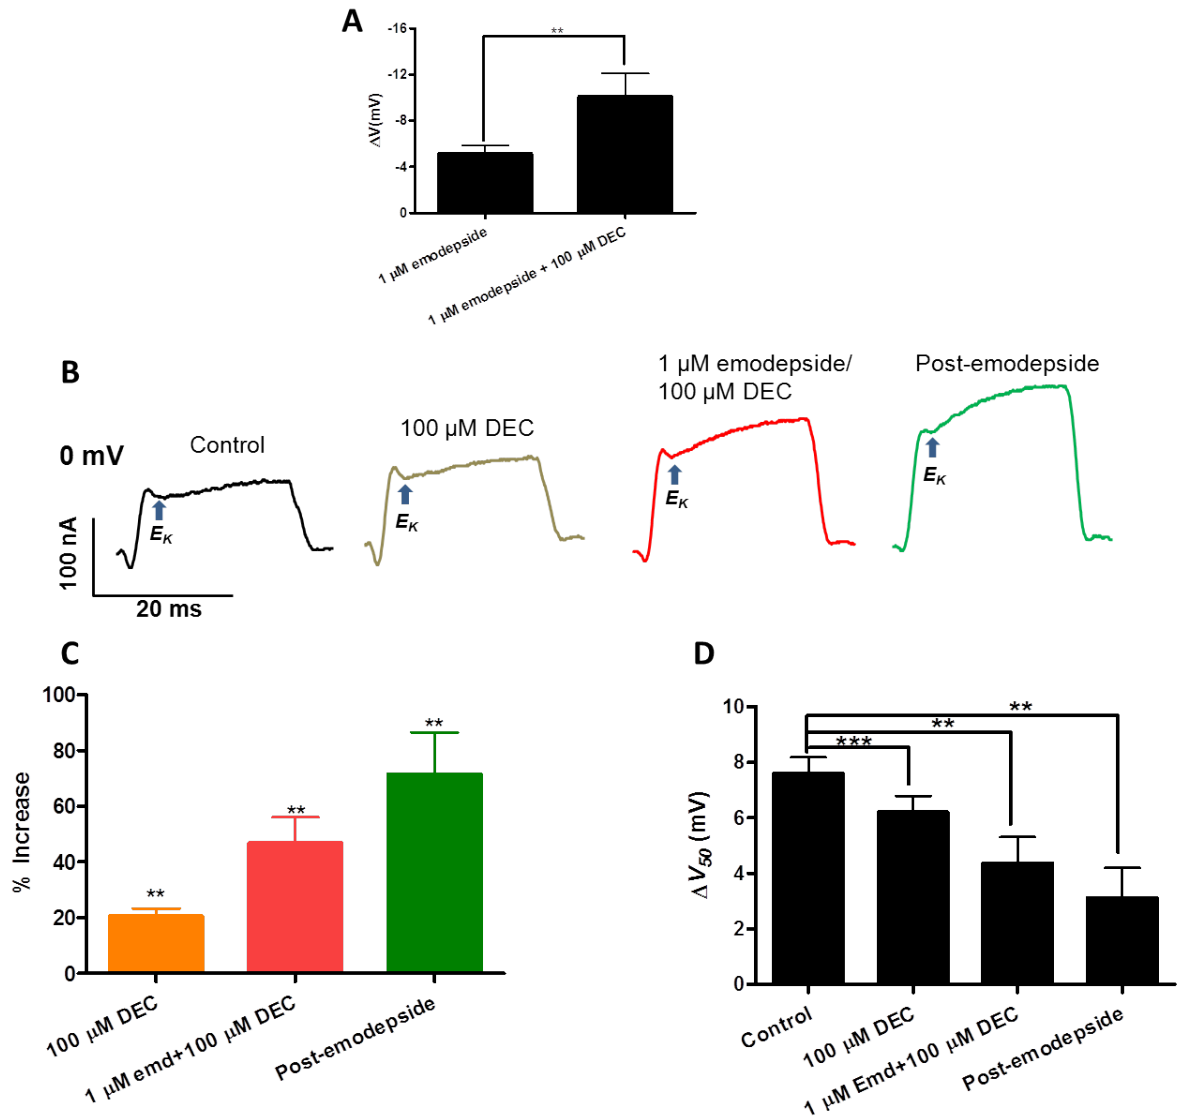 A
-16
-12
-8
-4
0
ΔV(mV)
**
1 μM emodepside
1 μM emodepside + 100 μM DEC
B
0 mV
100 nA
20 ms
Control
EK
100 μM DEC
EK
1 μM emodepside/
100 μM DEC
EK
Post-emodepside
EK
C
100
80
60
40
20
0
% Increase
**
**
**
100 μM DEC
1 μM emd+100 μM DEC
Post-emodepside
D
10
8
6
4
2
0
Δ V50 (mV)
**
**
***
Control
100 μM DEC
1 μM Emd+100 μM DEC
Post-emodepside